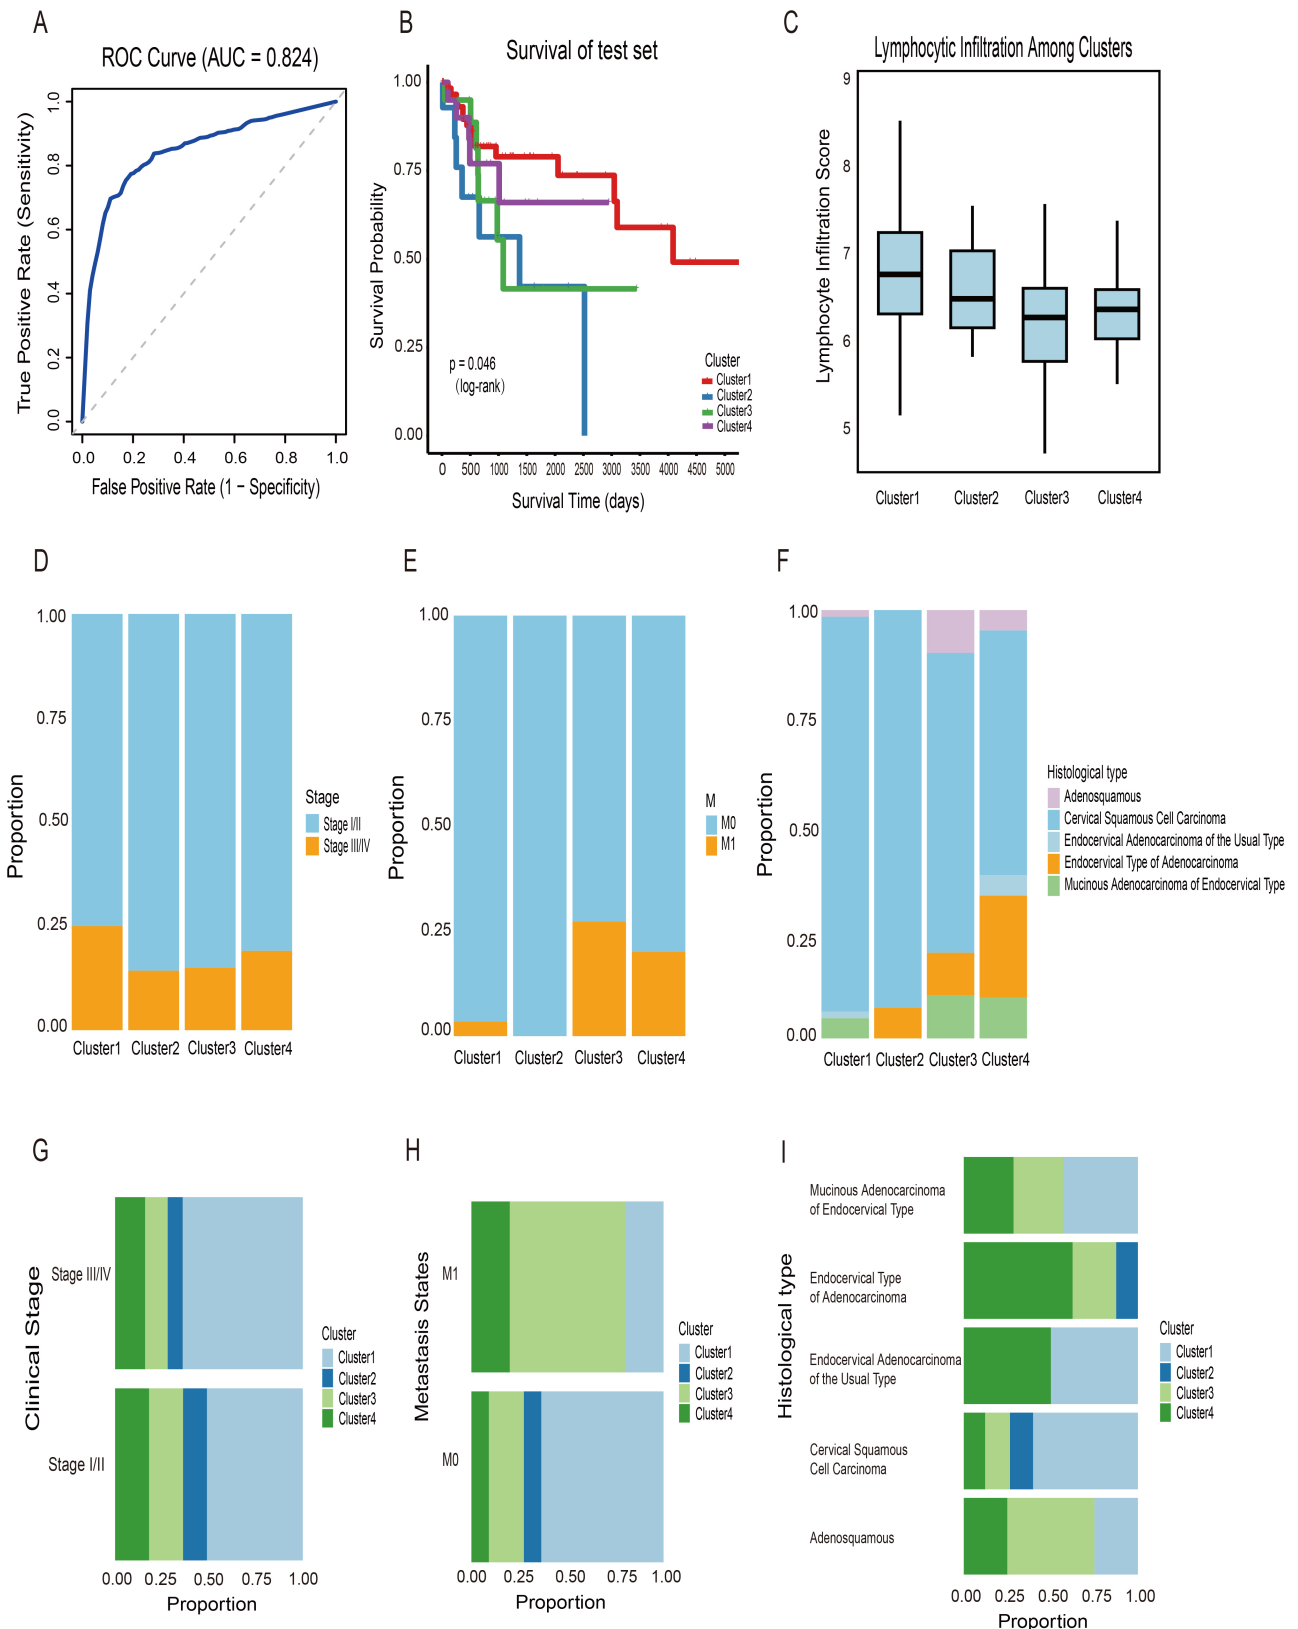 A
ROC Curve (AUC = 0.824)
True Positive Rate (Sensitivity)
1.0
0.8
0.6
0.4
0.2
0.0
0.0 0.2 0.4 0.6 0.8 1.0
False Positive Rate (1 − Specificity)
B
Survival of test set
Survival Probability
1.00
0.75
0.50
0.25
0.00
p = 0.046
(log-rank)
Cluster
Cluster1
Cluster2
Cluster3
Cluster4
0 500 1000 1500 2000 2500 3000 3500 4000 4500 5000
Survival Time (days)
C
Lymphocytic Infiltration Among Clusters
Lymphocyte Infiltration Score
9
8
7
6
5
Cluster1 Cluster2 Cluster3 Cluster4
D
Proportion
1.00
0.75
0.50
0.25
0.00
Cluster1 Cluster2 Cluster3 Cluster4
Stage
Stage I/II
Stage III/IV
E
Proportion
1.00
0.75
0.50
0.25
0.00
Cluster1 Cluster2 Cluster3 Cluster4
M
M0
M1
F
Proportion
1.00
0.75
0.50
0.25
0.00
Cluster1 Cluster2 Cluster3 Cluster4
Histological type
Adenosquamous
Cervical Squamous Cell Carcinoma
Endocervical Adenocarcinoma of the Usual Type
Endocervical Type of Adenocarcinoma
Mucinous Adenocarcinoma of Endocervical Type
G
Clinical Stage
Stage III/IV
Stage I/II
0.00 0.25 0.50 0.75 1.00
Proportion
Cluster
Cluster1
Cluster2
Cluster3
Cluster4
H
Metastasis States
M1
M0
0.00 0.25 0.50 0.75 1.00
Proportion
Cluster
Cluster1
Cluster2
Cluster3
Cluster4
I
Histological type
Mucinous Adenocarcinoma
of Endocervical Type
Endocervical Type
of Adenocarcinoma
Endocervical Adenocarcinoma
of the Usual Type
Cervical Squamous
Cell Carcinoma
Adenosquamous
0.00 0.25 0.50 0.75 1.00
Proportion
Cluster
Cluster1
Cluster2
Cluster3
Cluster4